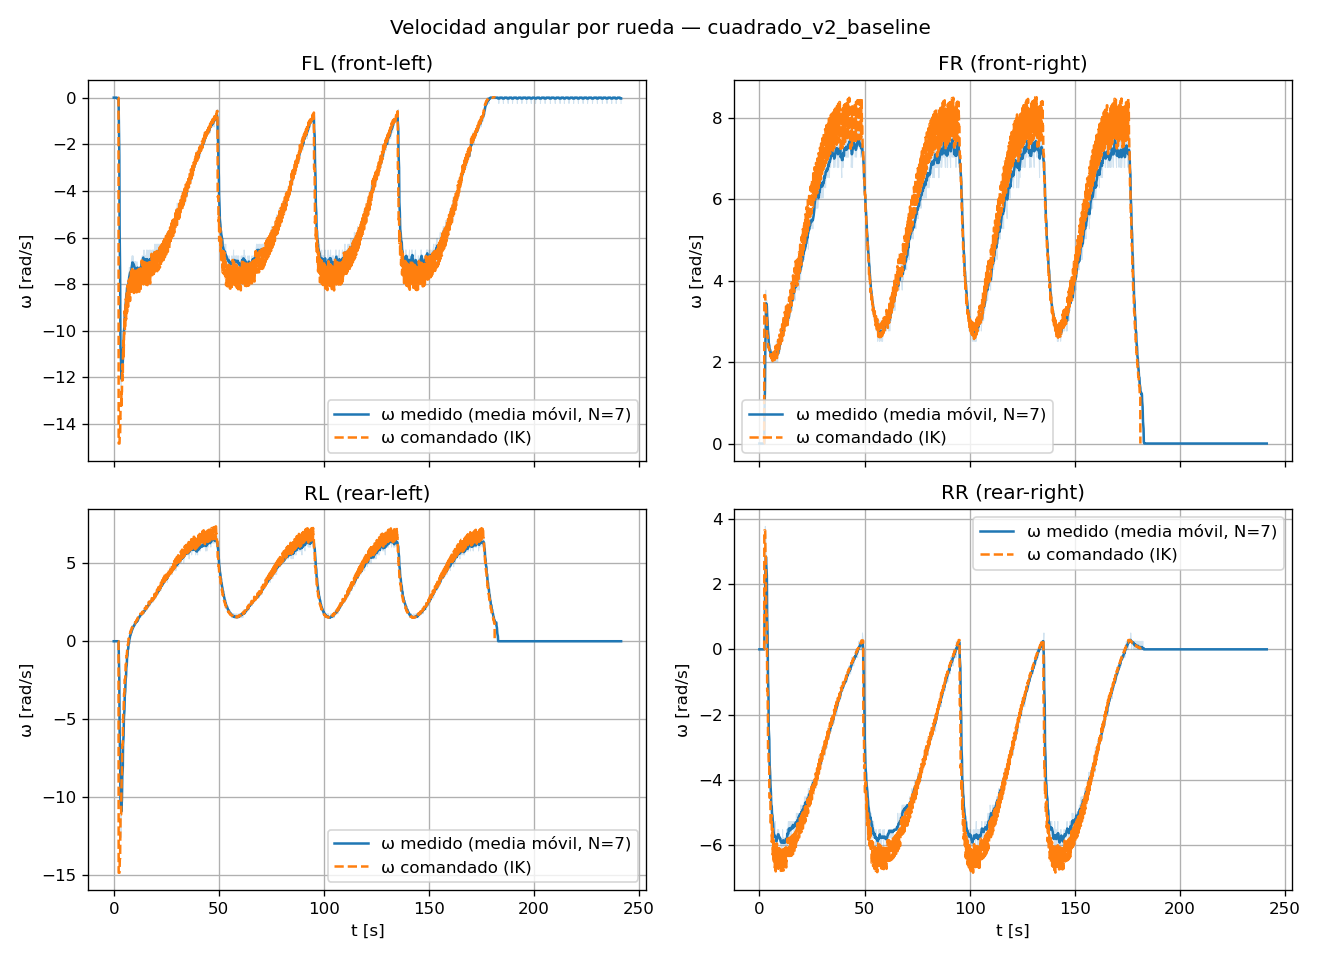 Velocidad angular por rueda — cuadrado_v2_baseline
FL (front-left)
0
−2
−4
−6
−8
−10
−12
−14
ω [rad/s]
ω medido (media móvil, N=7)
ω comandado (IK)
FR (front-right)
8
6
4
2
0
ω [rad/s]
ω medido (media móvil, N=7)
ω comandado (IK)
RL (rear-left)
5
0
−5
−10
−15
ω [rad/s]
ω medido (media móvil, N=7)
ω comandado (IK)
0 50 100 150 200 250
t [s]
RR (rear-right)
4
2
0
−2
−4
−6
ω [rad/s]
ω medido (media móvil, N=7)
ω comandado (IK)
0 50 100 150 200 250
t [s]